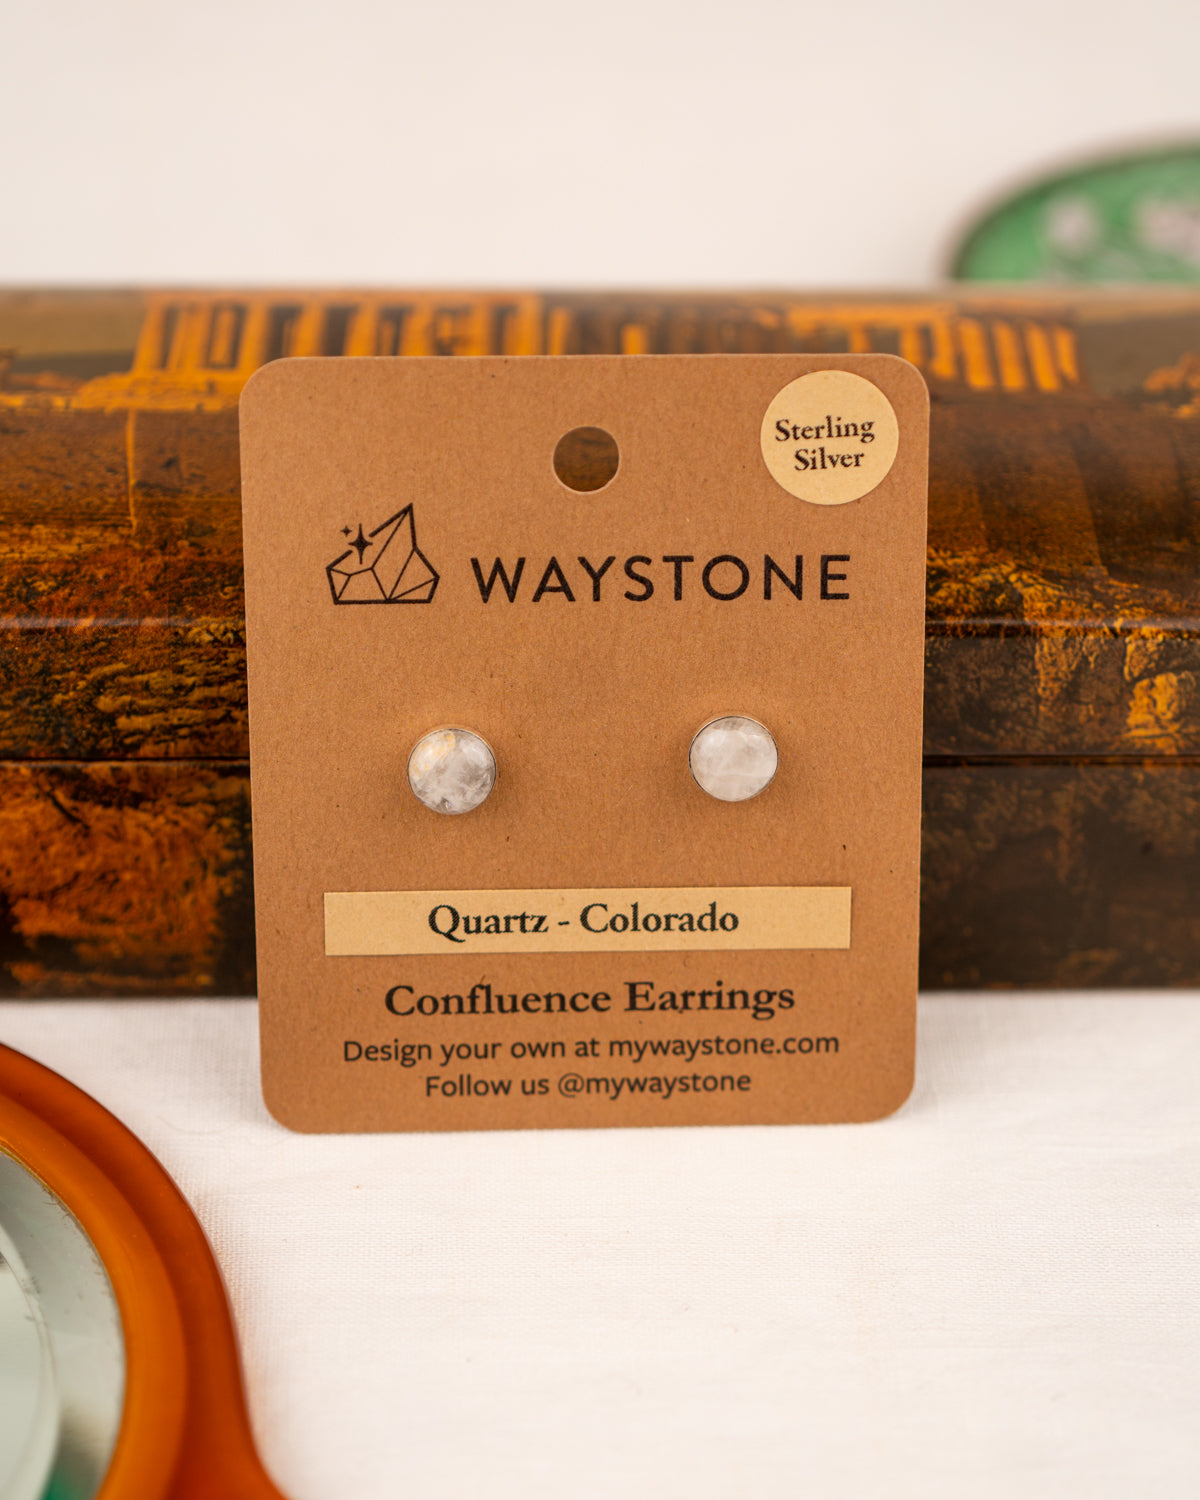 Sterling
Silver
WAYSTONE
Quartz - Colorado
Confluence Earrings
Design your own at mywaystone.com
Follow us @mywaystone